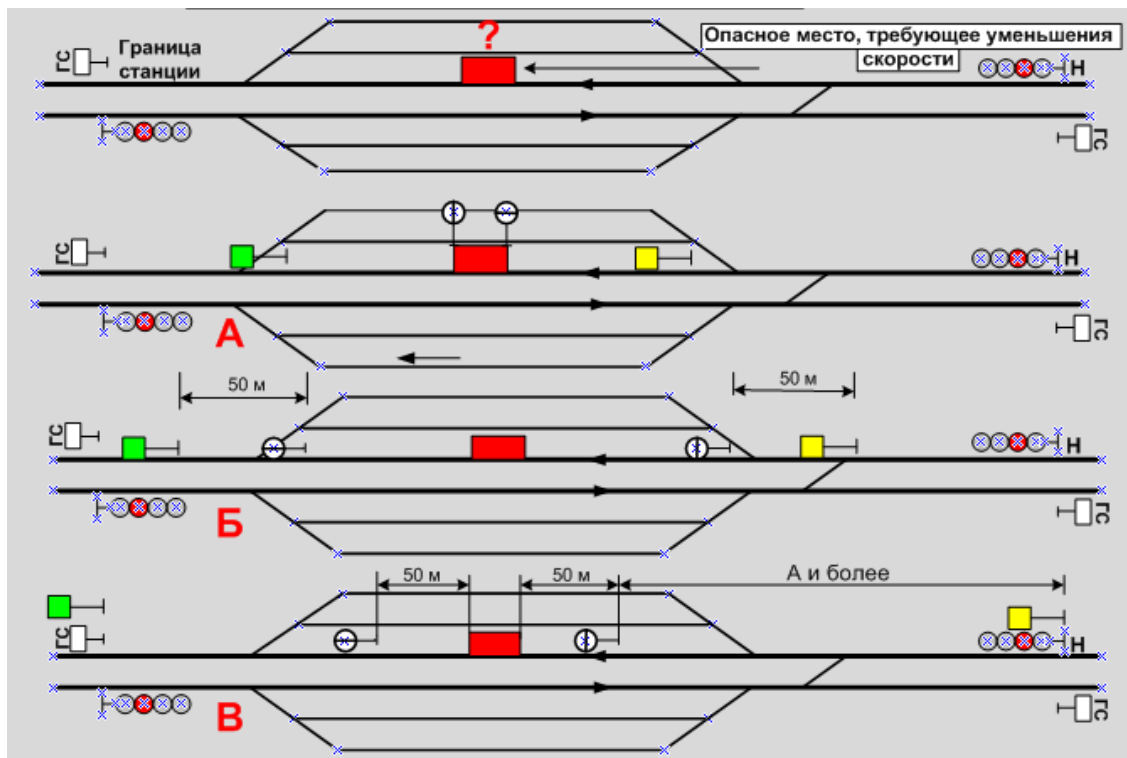 ?
Опасное место, требующее уменьшения
скорости
ГС
Граница
станции
Н
ГС
ГС
Н
А
ГС
50 м
50 м
ГС
Н
Б
ГС
50 м
50 м
А и более
ГС
Н
В
ГС